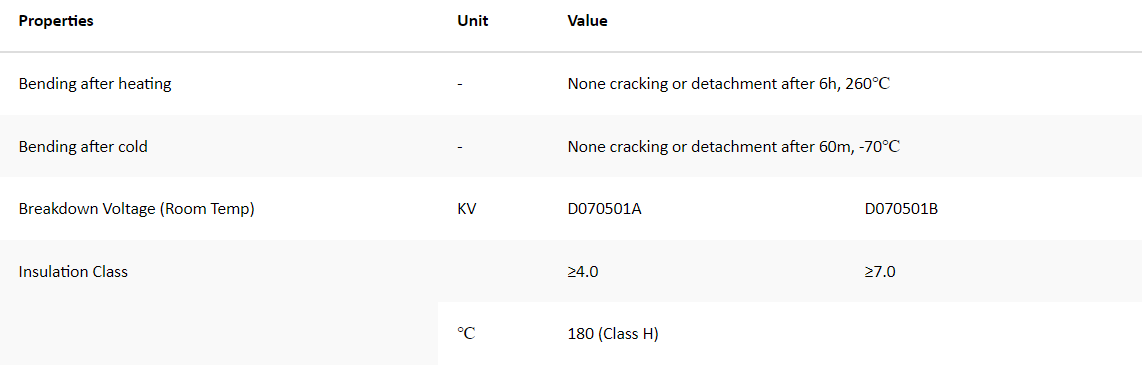 Properties Unit Value
Bending after heating - None cracking or detachment after 6h, 260°C
Bending after cold - None cracking or detachment after 60m, -70°C
Breakdown Voltage (Room Temp) KV D070501A D070501B
Insulation Class ≥4.0 ≥7.0
°C 180 (Class H)